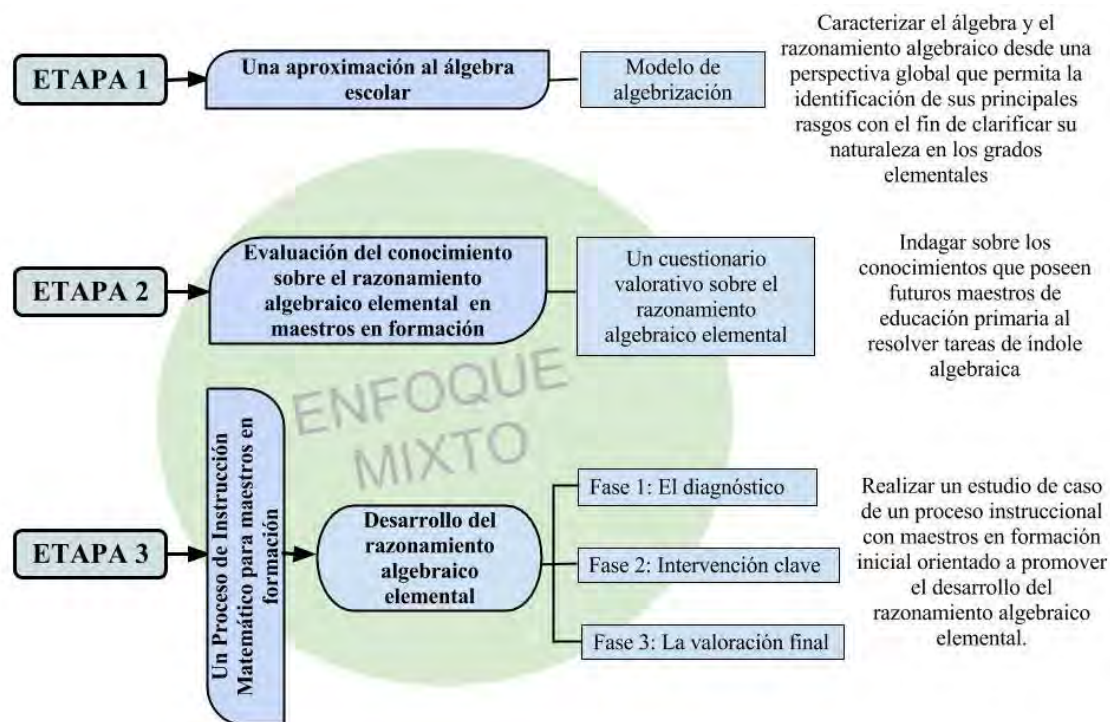 ETAPA 1
Una aproximación al álgebra
escolar
Modelo de
algebrización
Caracterizar el álgebra y el
razonamiento algebraico desde una
perspectiva global que permita la
identificación de sus principales
rasgos con el fin de clarificar su
naturaleza en los grados
elementales
ETAPA 2
Evaluación del conocimiento
sobre el razonamiento
algebraico elemental en
maestros en formación
Un cuestionario
valorativo sobre el
razonamiento
algebraico elemental
Indagar sobre los
conocimientos que poseen
futuros maestros de
educación primaria al
resolver tareas de índole
algebraica
ENFOQUE
MIXTO
ETAPA 3
Un Proceso de Instrucción
Matemático para maestros en
formación
Desarrollo del
razonamiento
algebraico
elemental
Fase 1: El diagnóstico
Fase 2: Intervención clave
Fase 3: La valoración final
Realizar un estudio de caso
de un proceso instruccional
con maestros en formación
inicial orientado a promover
el desarrollo del
razonamiento algebraico
elemental.